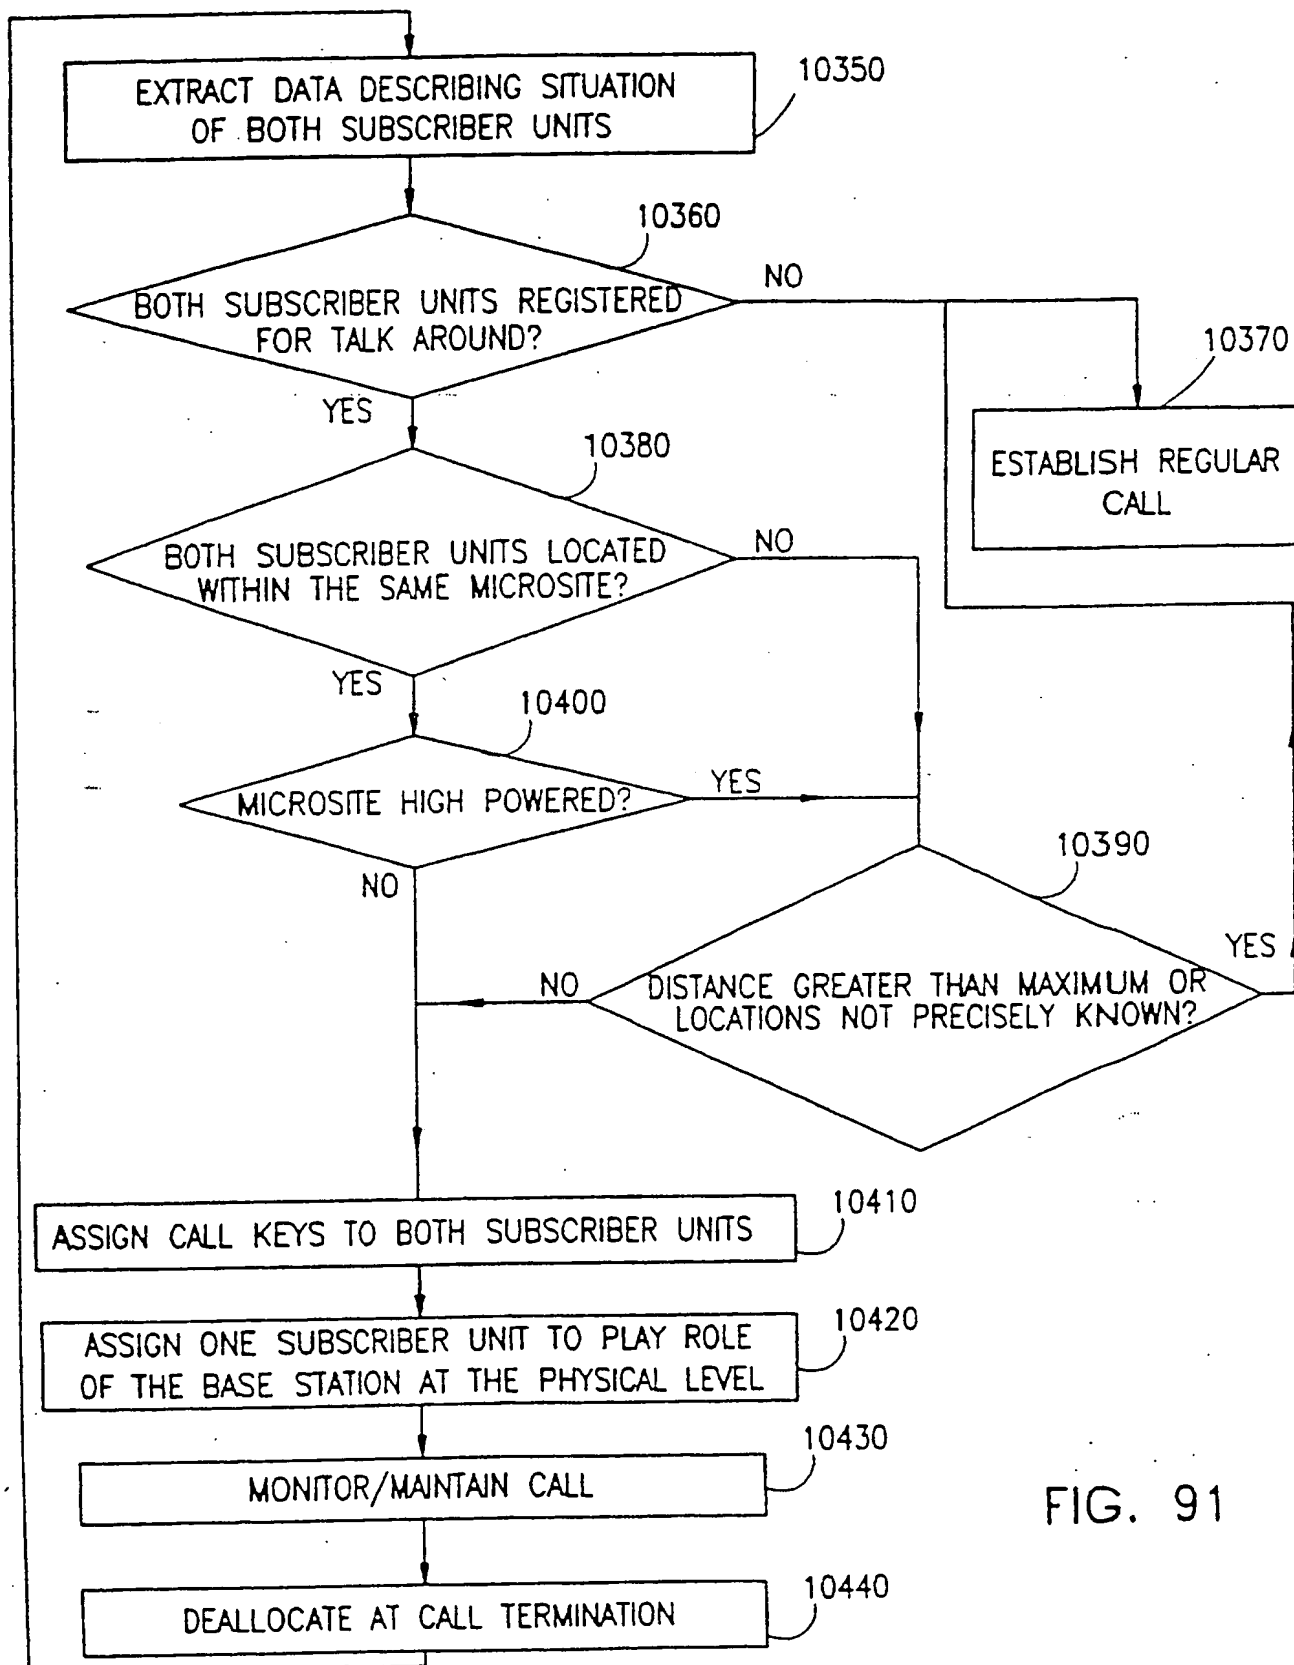 10350
EXTRACT DATA DESCRIBING SITUATION
OF BOTH SUBSCRIBER UNITS
10360
BOTH SUBSCRIBER UNITS REGISTERED
FOR TALK AROUND?
NO
YES
10370
ESTABLISH REGULAR
CALL
10380
BOTH SUBSCRIBER UNITS LOCATED
WITHIN THE SAME MICROSITE?
NO
YES
10400
MICROSITE HIGH POWERED?
YES
NO
10390
DISTANCE GREATER THAN MAXIMUM OR
LOCATIONS NOT PRECISELY KNOWN?
YES
NO
10410
ASSIGN CALL KEYS TO BOTH SUBSCRIBER UNITS
10420
ASSIGN ONE SUBSCRIBER UNIT TO PLAY ROLE
OF THE BASE STATION AT THE PHYSICAL LEVEL
10430
MONITOR/MAINTAIN CALL
10440
DEALLOCATE AT CALL TERMINATION
FIG. 91